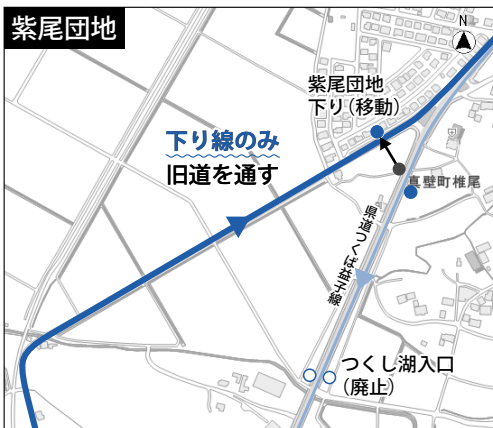 紫尾団地
N
紫尾団地
下り(移動)
下り線のみ
旧道を通す
真壁町椎尾
県道つくば益子線
つくし湖入口
(廃止)